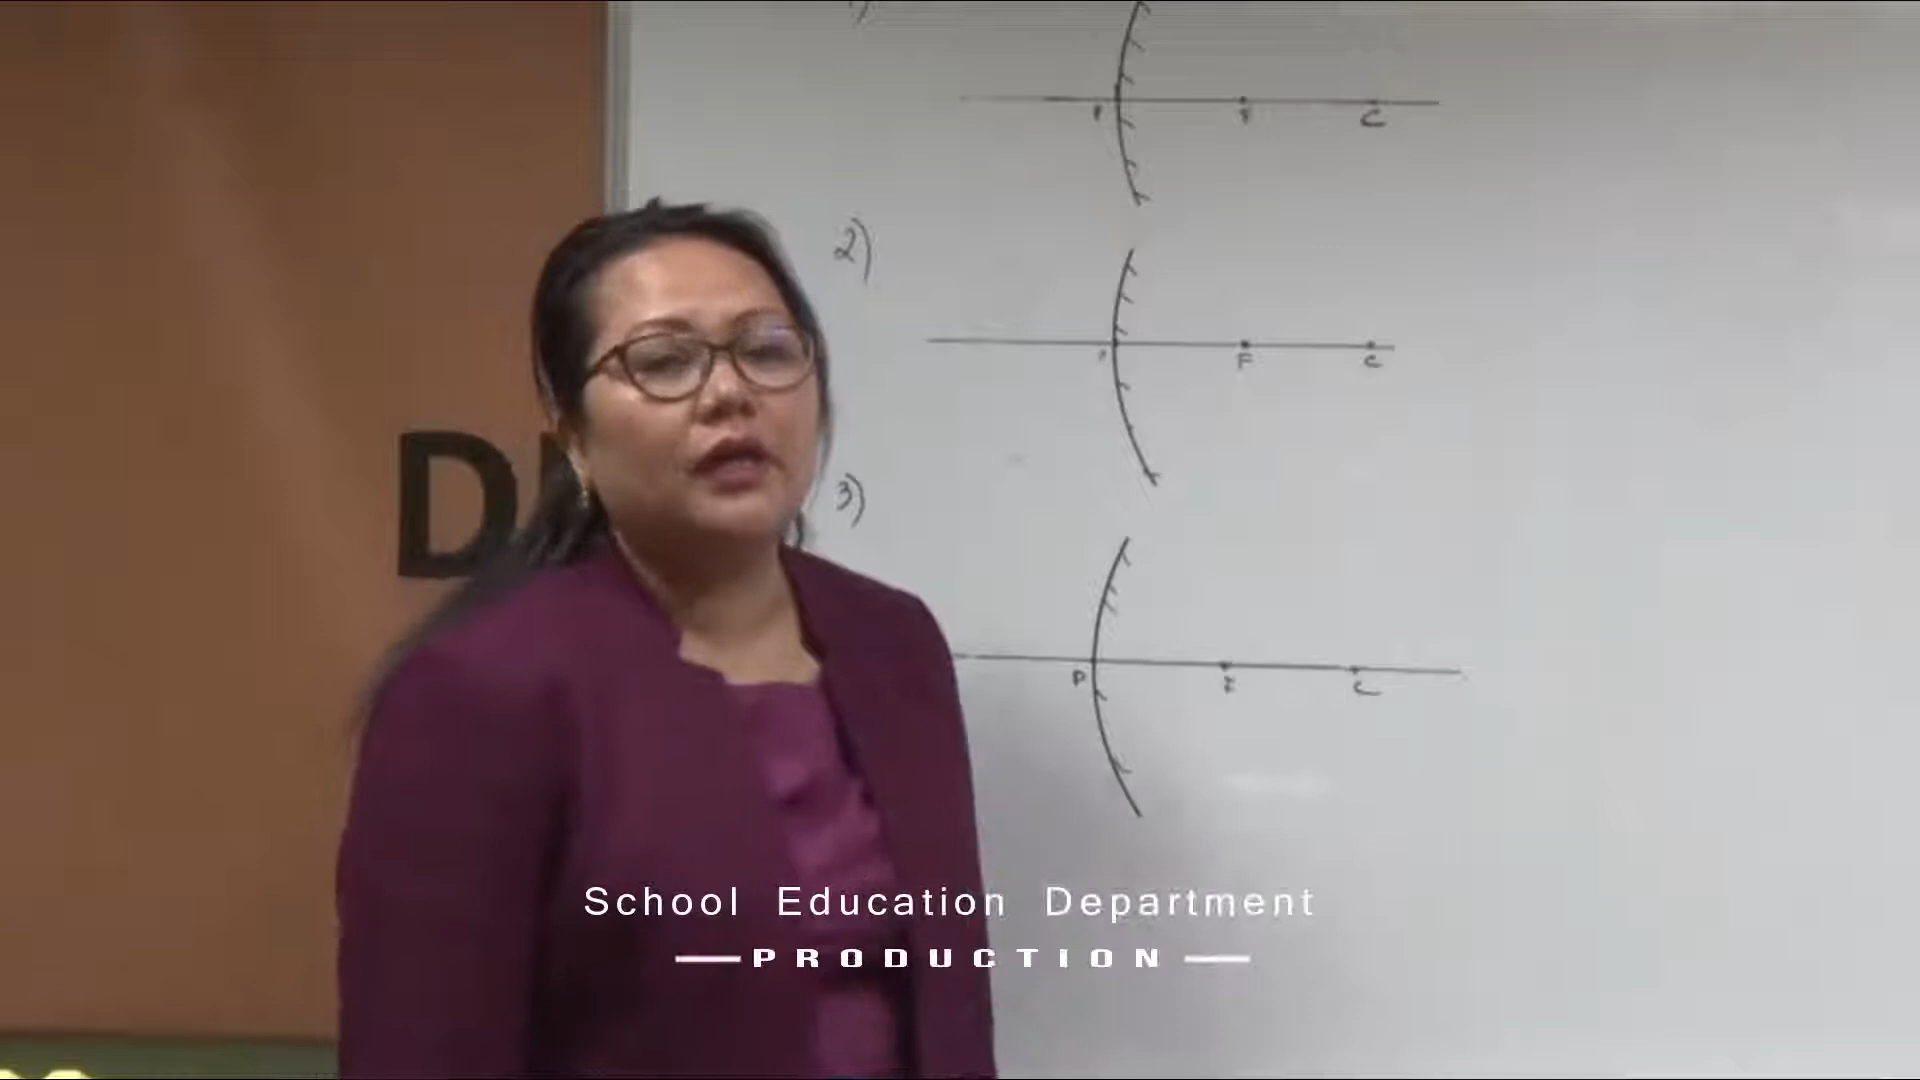 P F C
2)
F C
3)
P F C
D
School Education Department
PRODUCTION